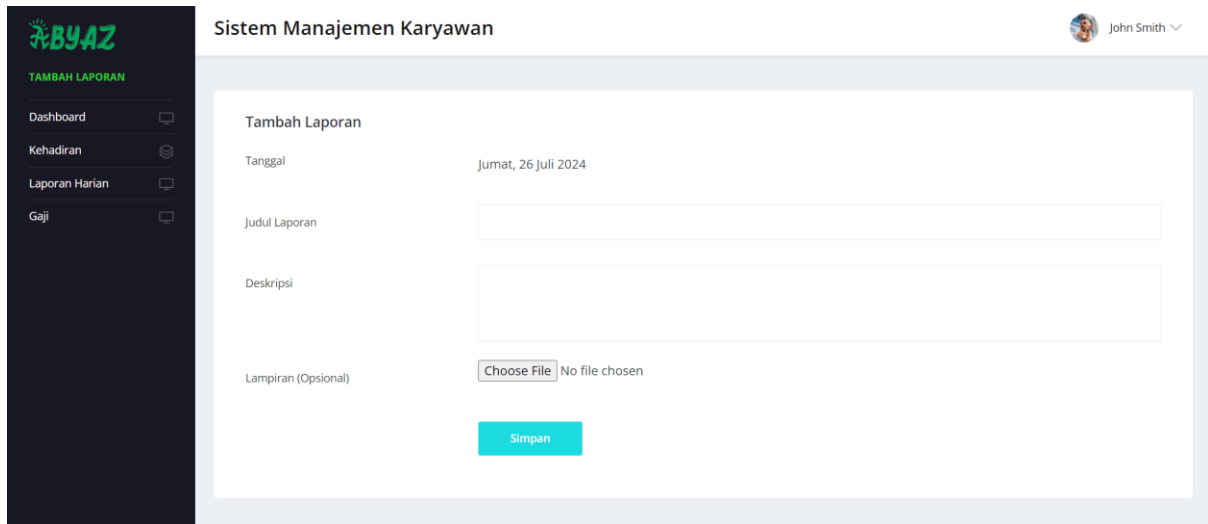 ABYAZ
Sistem Manajemen Karyawan
John Smith
TAMBAH LAPORAN
Dashboard
Kehadiran
Laporan Harian
Gaji
Tambah Laporan
Tanggal
Jumat, 26 Juli 2024
Judul Laporan
Deskripsi
Lampiran (Opsional)
Choose File No file chosen
Simpan